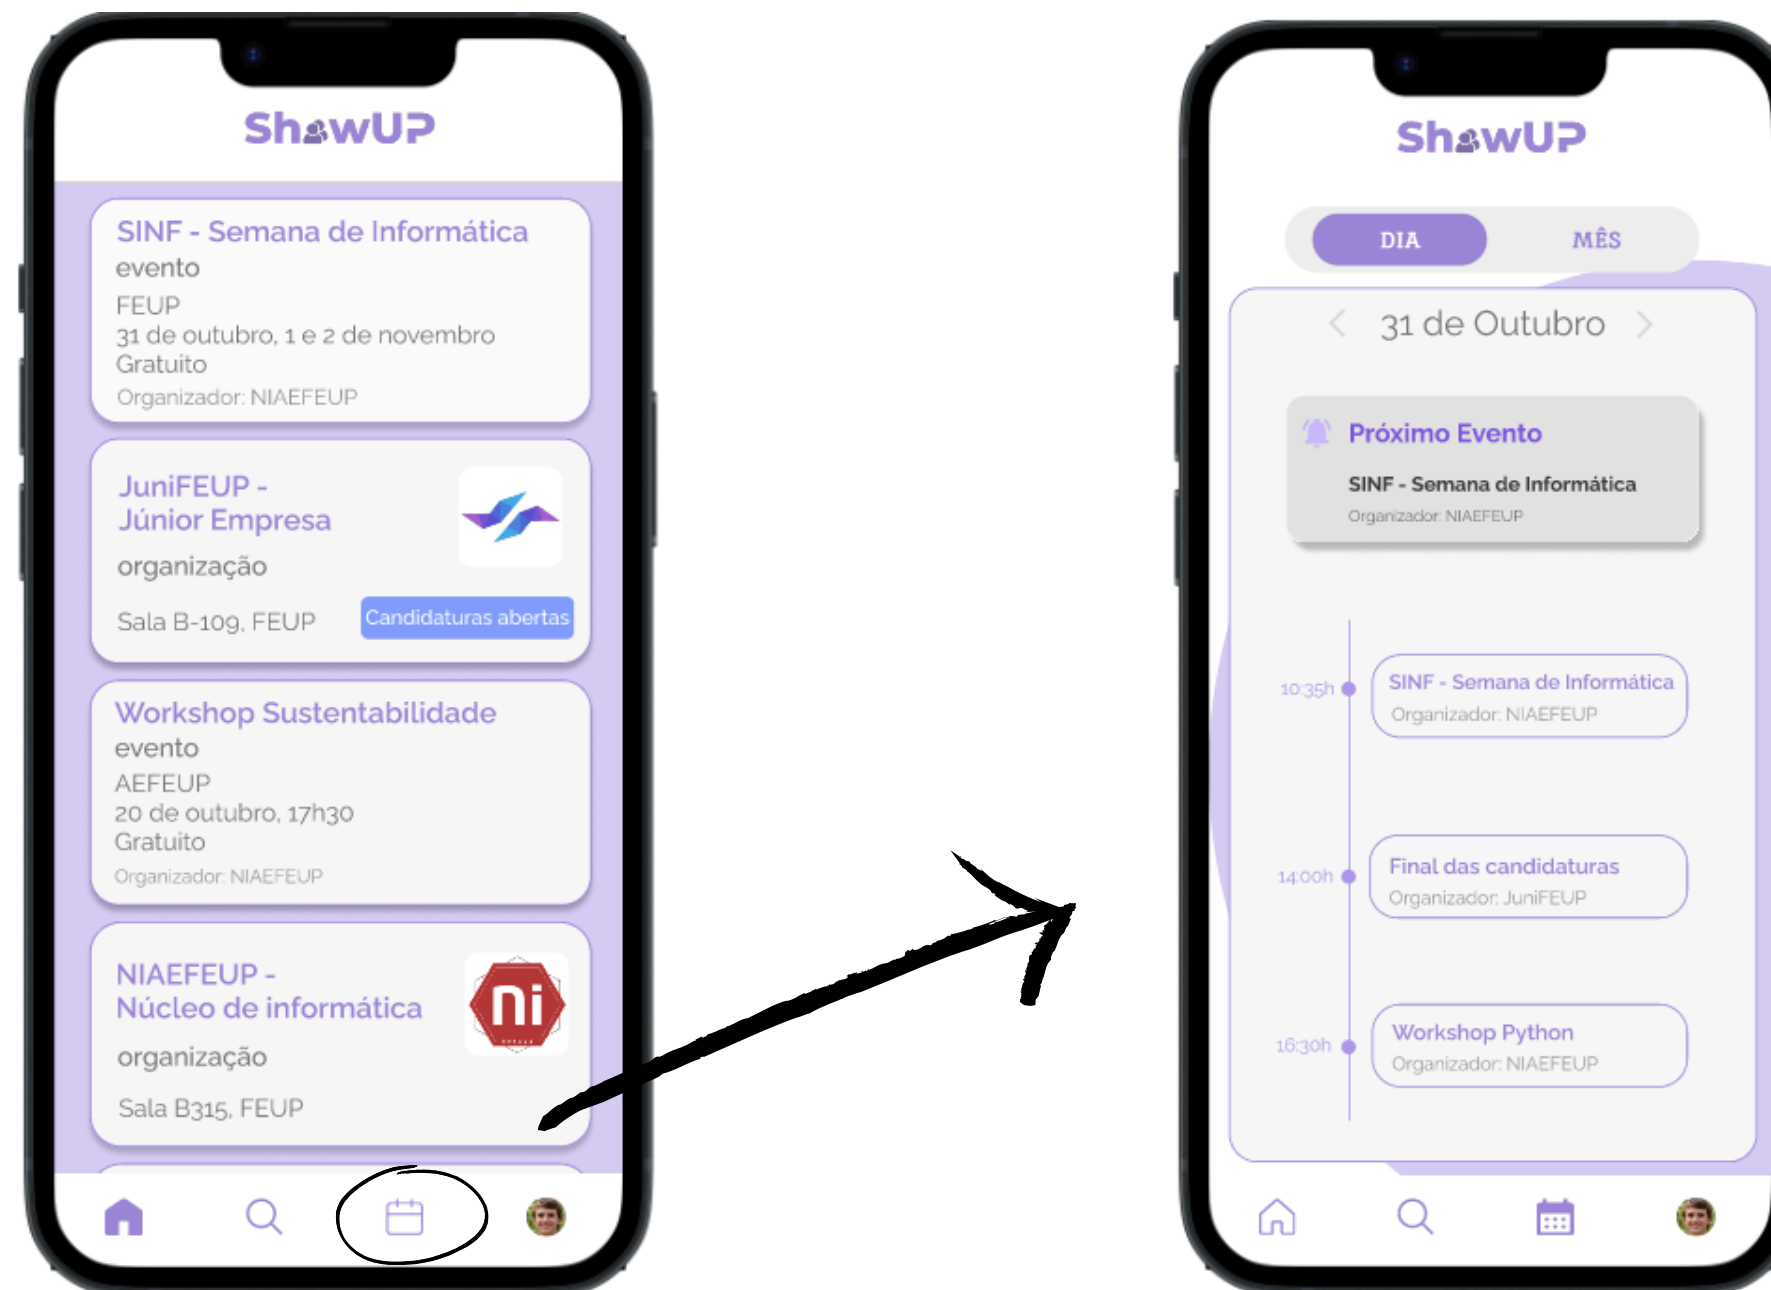 ShowUP
SINF - Semana de Informática
evento
FEUP
31 de outubro, 1 e 2 de novembro
Gratuito
Organizador: NIAEFEUP
JuniFEUP -
Júnior Empresa
organização
Sala B-109, FEUP
Candidaturas abertas
Workshop Sustentabilidade
evento
AEFEUP
20 de outubro, 17h30
Gratuito
Organizador: NIAEFEUP
NIAEFEUP -
Núcleo de informática
ni
organização
Sala B315, FEUP
ShowUP
DIA MÊS
31 de Outubro
Próximo Evento
SINF - Semana de Informática
Organizador: NIAEFEUP
10:35h
SINF - Semana de Informática
Organizador: NIAEFEUP
14:00h
Final das candidaturas
Organizador: JuniFEUP
16:30h
Workshop Python
Organizador: NIAEFEUP